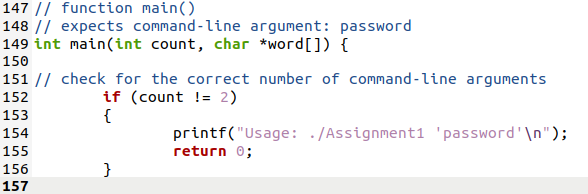 147 // function main()
148 // expects command-line argument: password
149 int main(int count, char *word[]) {
150
151 // check for the correct number of command-line arguments
152         if (count != 2)
153         {
154                 printf("Usage: ./Assignment1 'password'\n");
155                 return 0;
156         }
157